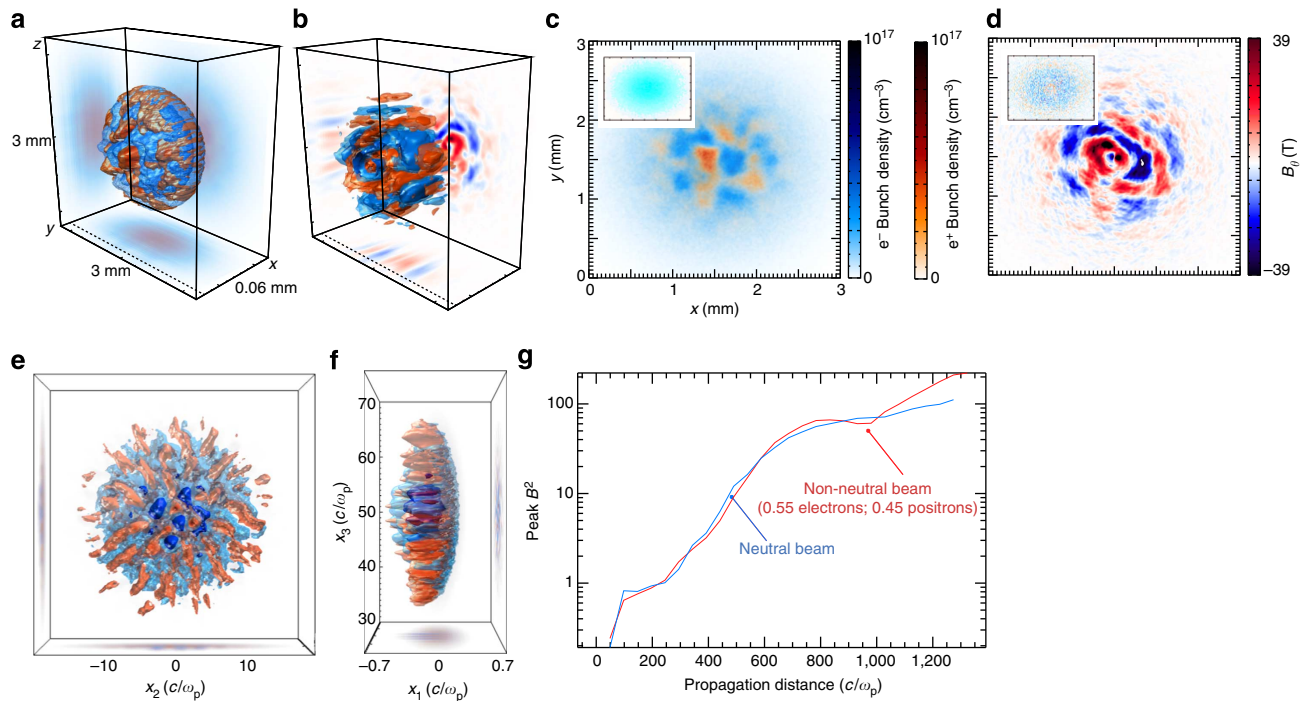 a
z
3 mm
y
3 mm
x
0.06 mm
b
c
3
2
1
0
y (mm)
0
1
2
3
x (mm)
10¹⁷
e⁻ Bunch density (cm⁻³)
0
10¹⁷
e⁺ Bunch density (cm⁻³)
0
d
39
B_θ (T)
−39
e
−10
0
10
x₂ (c/ω_p)
f
70
60
50
40
30
x₃ (c/ω_p)
−0.7
0
0.7
x₁ (c/ω_p)
g
100
10
1
Peak B²
Non-neutral beam
(0.55 electrons; 0.45 positrons)
Neutral beam
0
200
400
600
800
1,000
1,200
Propagation distance (c/ω_p)